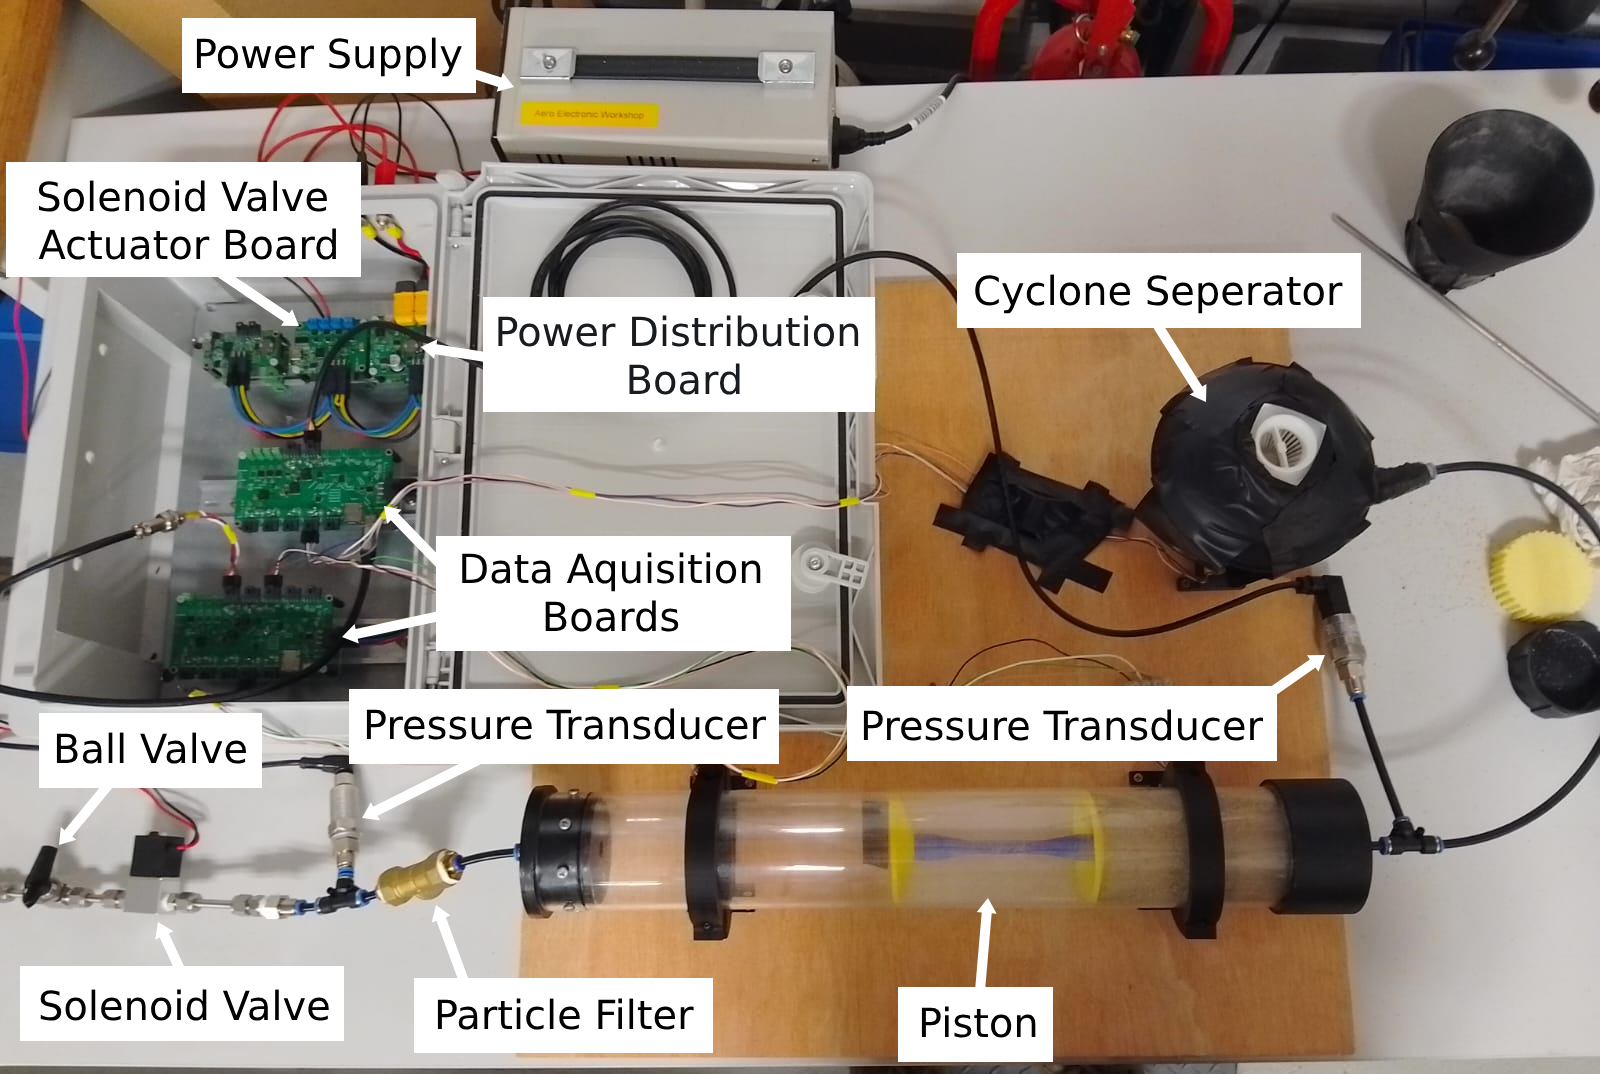 Power Supply
Aero Electronic Workshop
Solenoid Valve
Actuator Board
Cyclone Seperator
Power Distribution
Board
Data Aquisition
Boards
Pressure Transducer
Pressure Transducer
Ball Valve
Solenoid Valve
Particle Filter
Piston